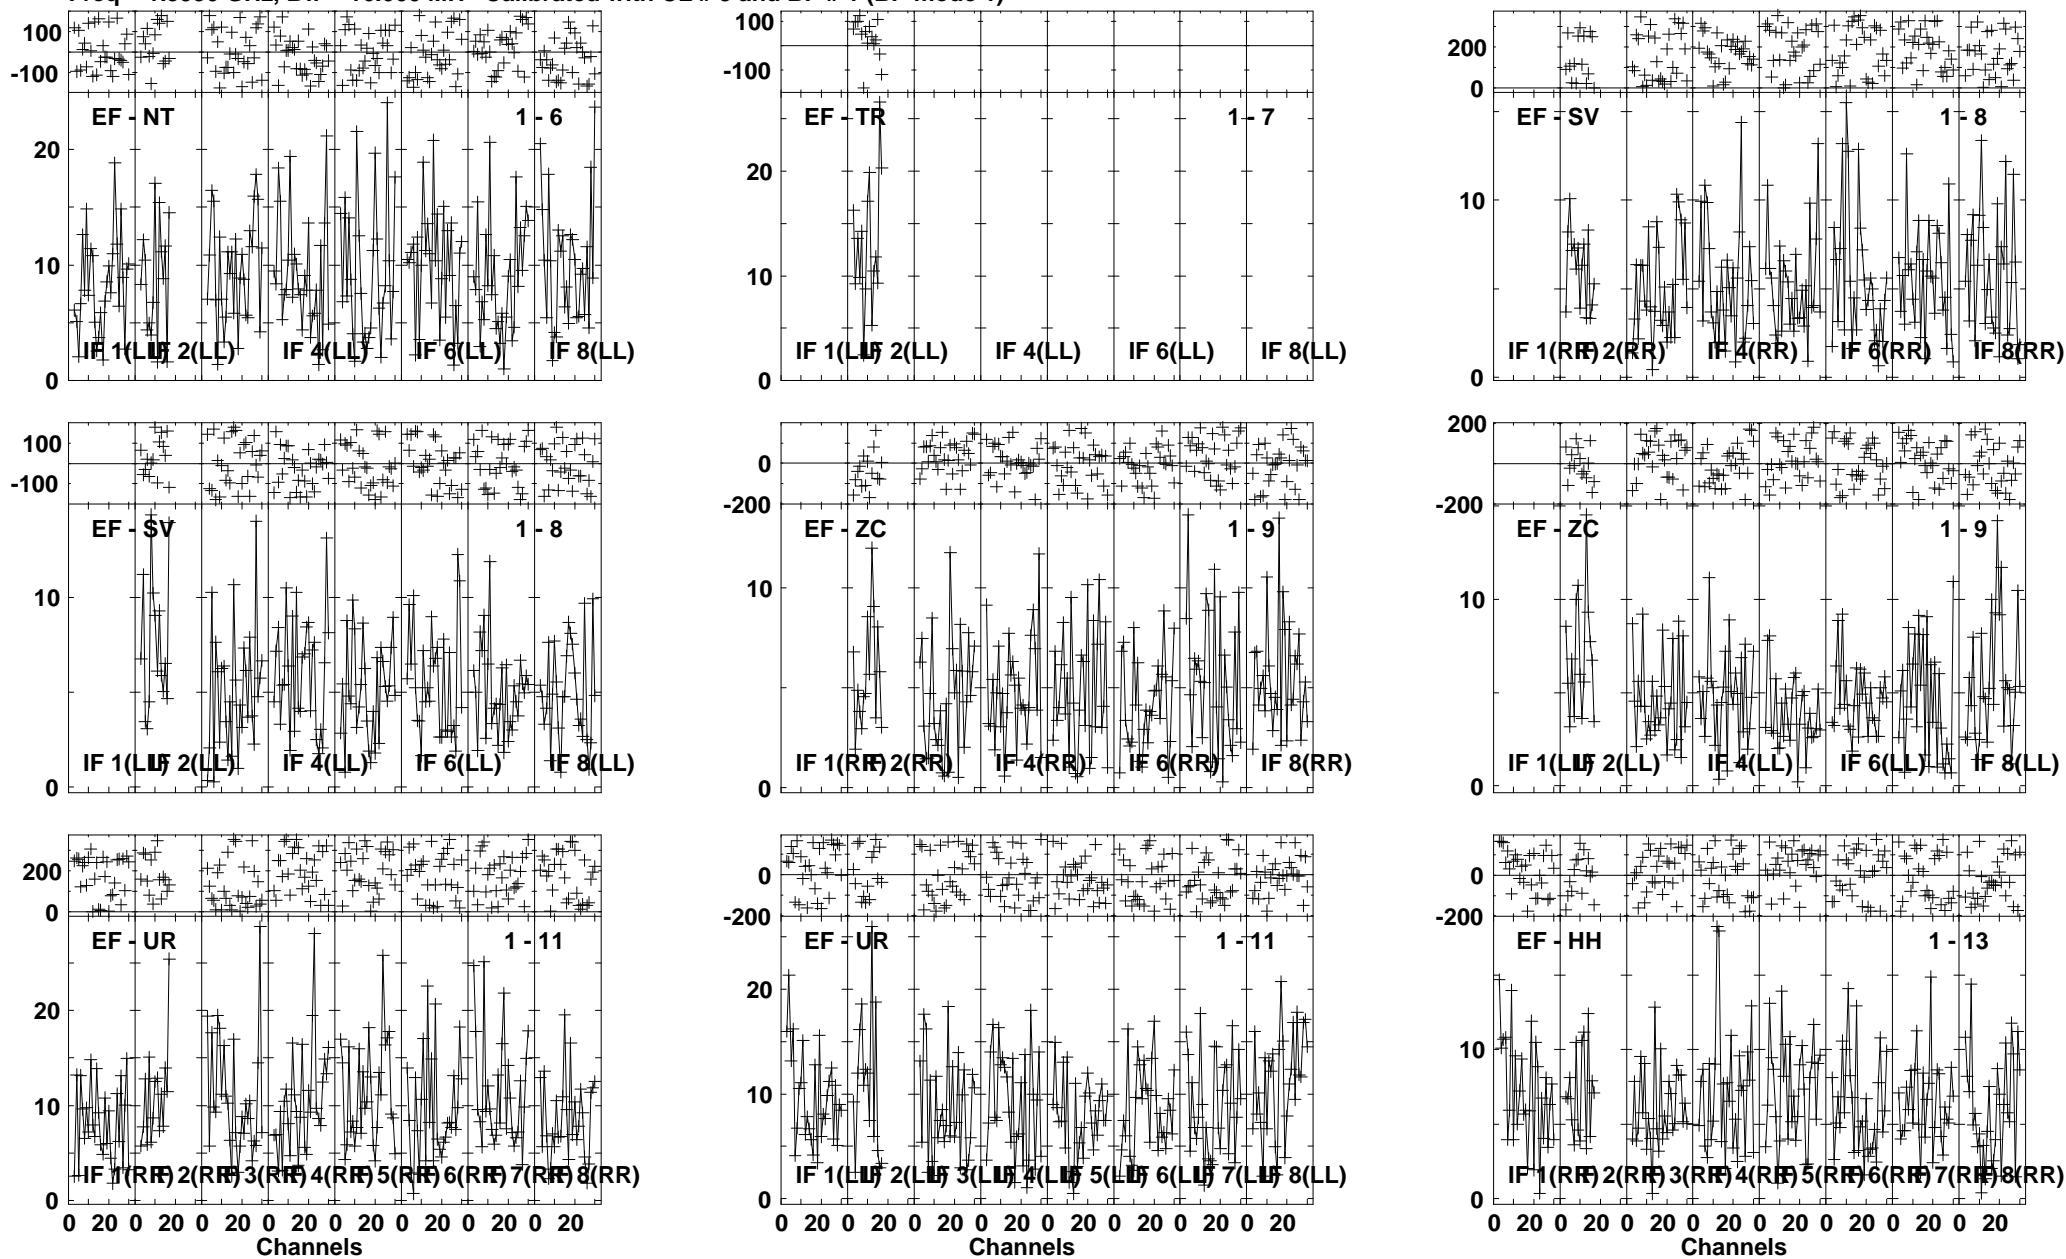 Calibrated with
100
-100
EF - NT 1 - 6
20
10
IF 1(LL) IF 2(LL) IF 4(LL) IF 6(LL) IF 8(LL)
0
100
-100
EF - TR 1 - 7
20
10
IF 1(LL) IF 2(LL) IF 4(LL) IF 6(LL) IF 8(LL)
0
200
0
EF - SV 1 - 8
10
IF 1(RR) IF 2(RR) IF 4(RR) IF 6(RR) IF 8(RR)
0
100
-100
EF - SV 1 - 8
10
IF 1(LL) IF 2(LL) IF 4(LL) IF 6(LL) IF 8(LL)
0
0
-200
EF - ZC 1 - 9
10
IF 1(RR) IF 2(RR) IF 4(RR) IF 6(RR) IF 8(RR)
0
200
0
-200
EF - ZC 1 - 9
10
IF 1(LL) IF 2(LL) IF 4(LL) IF 6(LL) IF 8(LL)
0
200
0
EF - UR 1 - 11
20
10
IF 1(RR) IF 2(RR) IF 3(RR) IF 4(RR) IF 5(RR) IF 6(RR) IF 7(RR) IF 8(RR)
0
0 20 0 20 0 20 0 20 0 20 0 20 0 20 0 20
Channels
0
-200
EF - UR 1 - 11
20
10
IF 1(LL) IF 2(LL) IF 3(LL) IF 4(LL) IF 5(LL) IF 6(LL) IF 7(LL) IF 8(LL)
0
0 20 0 20 0 20 0 20 0 20 0 20 0 20 0 20
Channels
0
-200
EF - HH 1 - 13
10
IF 1(RR) IF 2(RR) IF 3(RR) IF 4(RR) IF 5(RR) IF 6(RR) IF 7(RR) IF 8(RR)
0
0 20 0 20 0 20 0 20 0 20 0 20 0 20 0 20
Channels